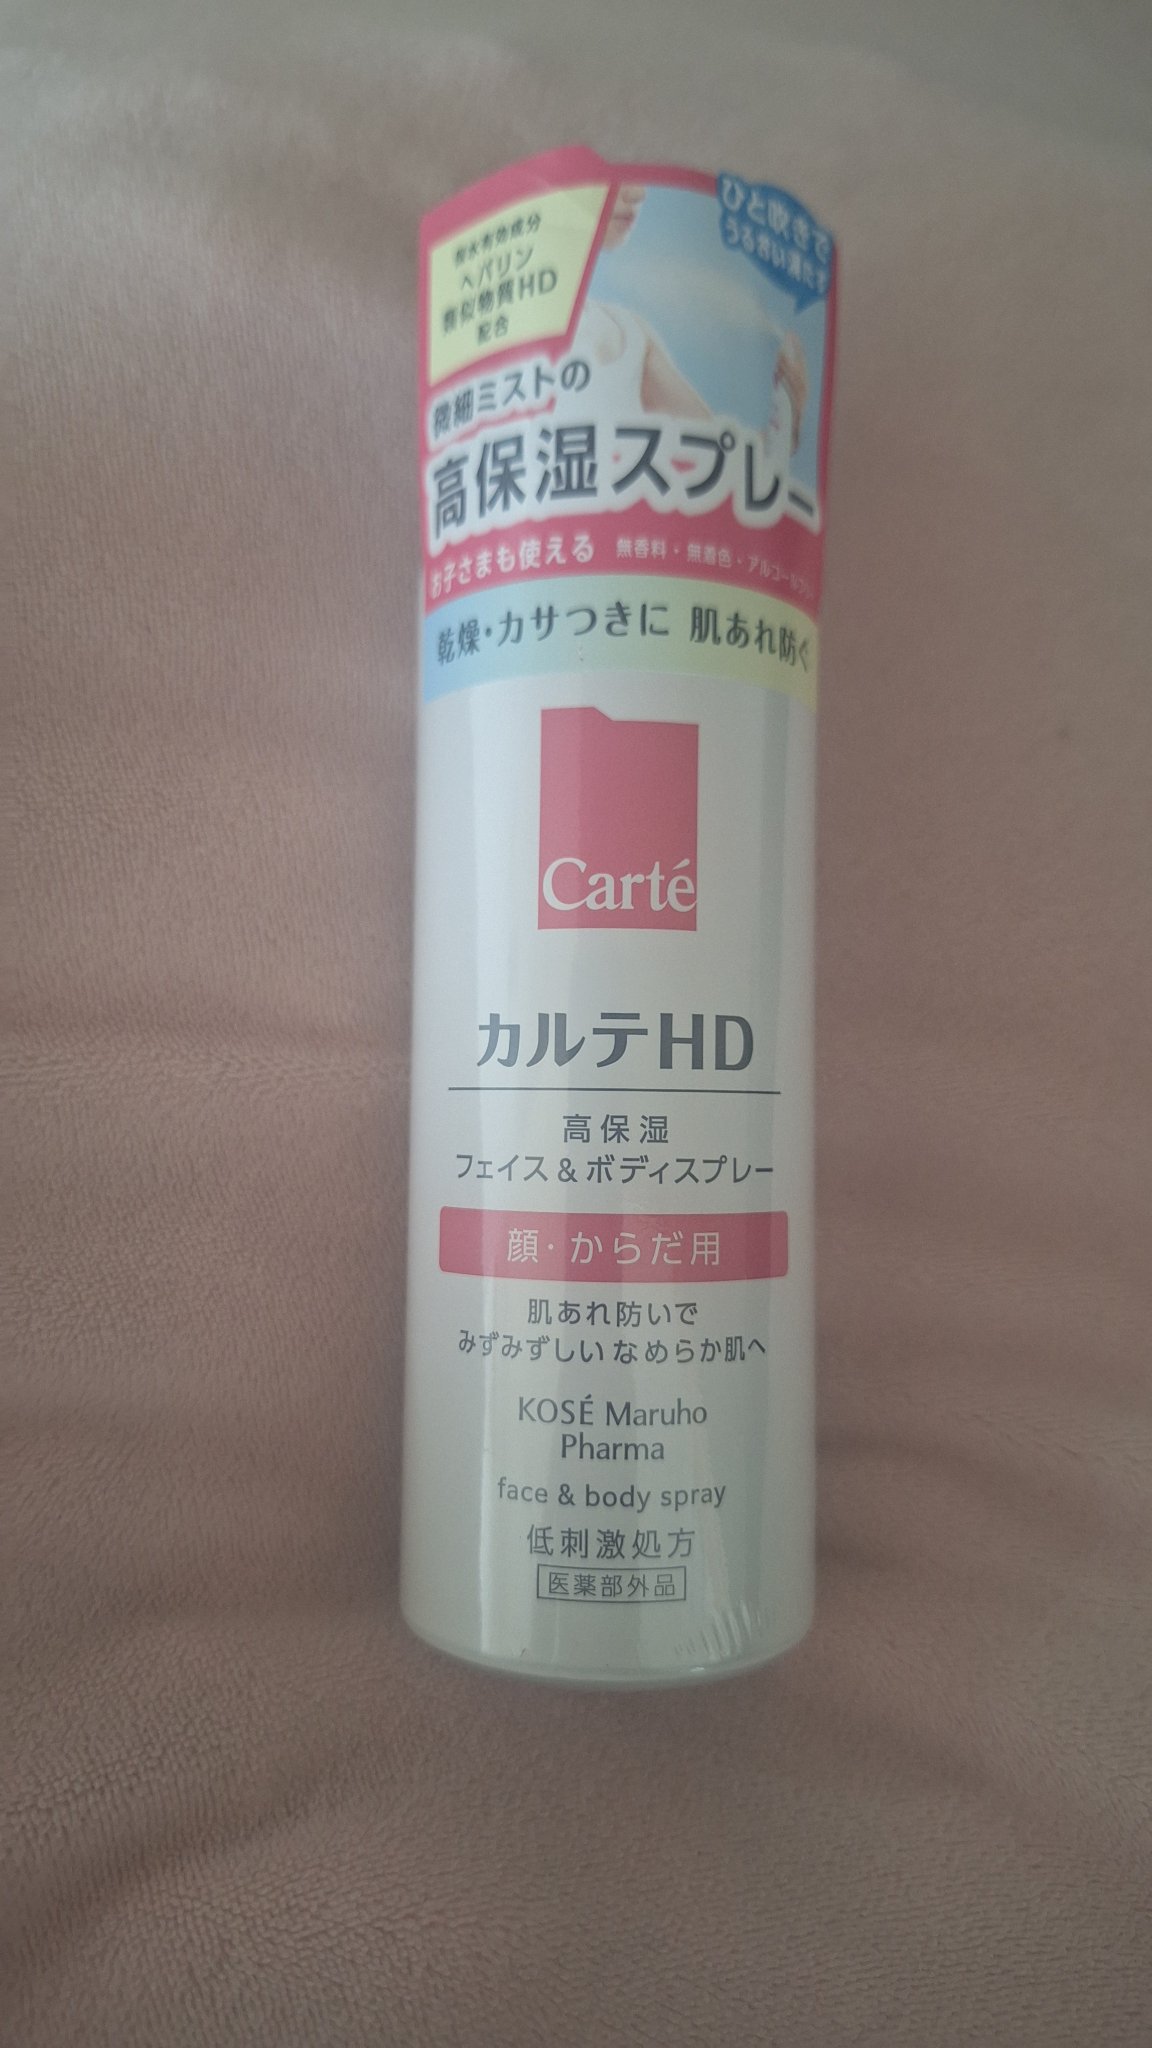 ひと吹きで
うるおい満たす
保水有効成分
ヘパリン
類似物質HD
配合
微細ミストの
高保湿スプレー
お子さまも使える 無香料・無着色・アルコールフリー
乾燥・カサつきに 肌あれ防ぐ
Carté
カルテHD
高保湿
フェイス&ボディスプレー
顔・からだ用
肌あれ防いで
みずみずしいなめらか肌へ
KOSÉ Maruho
Pharma
face & body spray
低刺激処方
医薬部外品